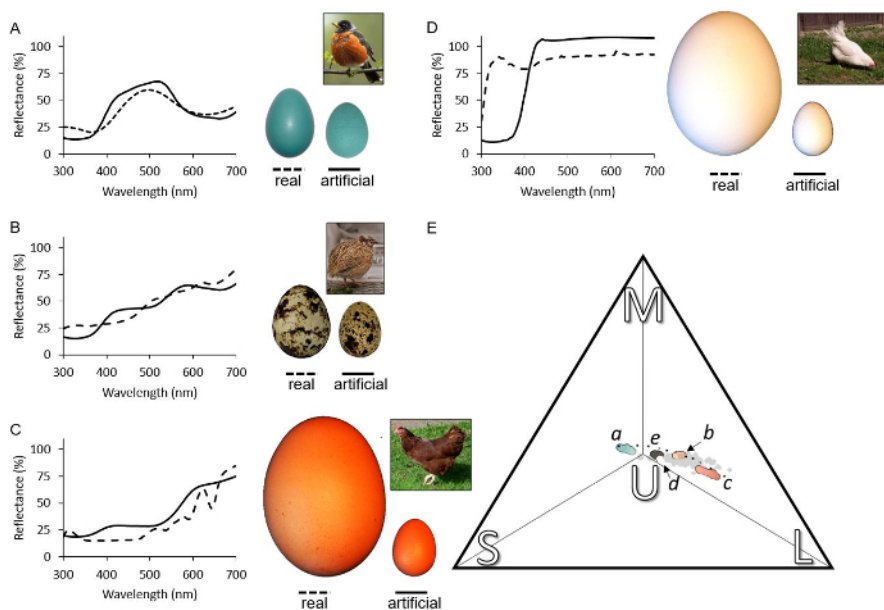 A
100
75
50
25
0
Reflectance (%)
300 400 500 600 700
Wavelength (nm)
real artificial
B
100
75
50
25
0
Reflectance (%)
300 400 500 600 700
Wavelength (nm)
real artificial
C
100
75
50
25
0
Reflectance (%)
300 400 500 600 700
Wavelength (nm)
real artificial
D
100
75
50
25
0
Reflectance (%)
300 400 500 600 700
Wavelength (nm)
real artificial
E
M
a e b
d c
U
S L